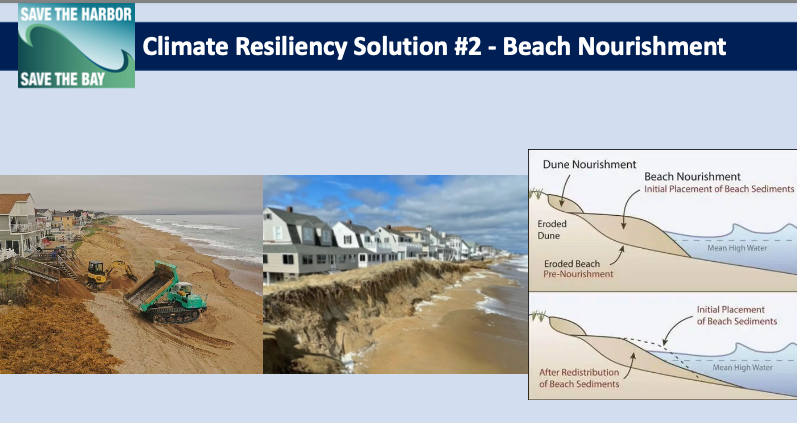 SAVE THE HARBOR
SAVE THE BAY
Climate Resiliency Solution #2 - Beach Nourishment
Dune Nourishment
Beach Nourishment
Initial Placement of Beach Sediments
Eroded
Dune
Mean High Water
Eroded Beach
Pre-Nourishment
Initial Placement
of Beach Sediments
Mean High Water
After Redistribution
of Beach Sediments